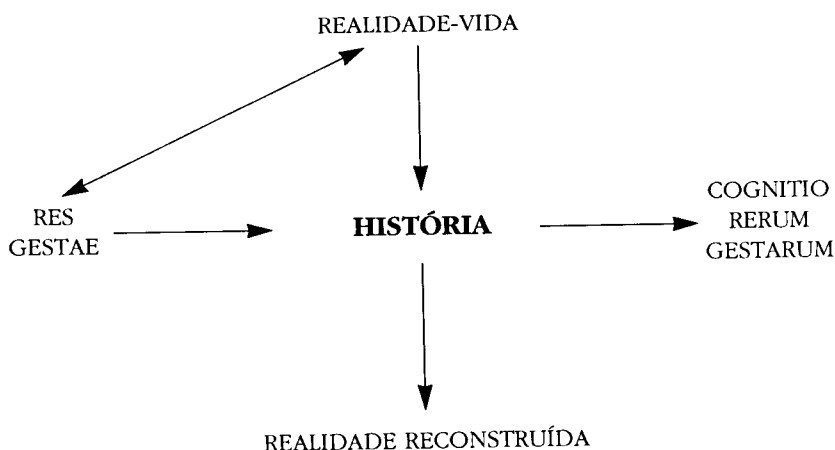 REALIDADE-VIDA
RES
GESTAE
HISTÓRIA
COGNITIO
RERUM
GESTARUM
REALIDADE RECONSTRUÍDA